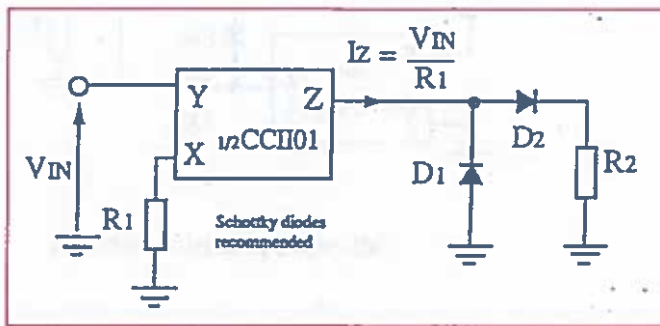 IZ = VIN
R1
Y
Z
1/2CCII01
X
VIN
D2
D1
R2
R1
Schottky diodes
recommended